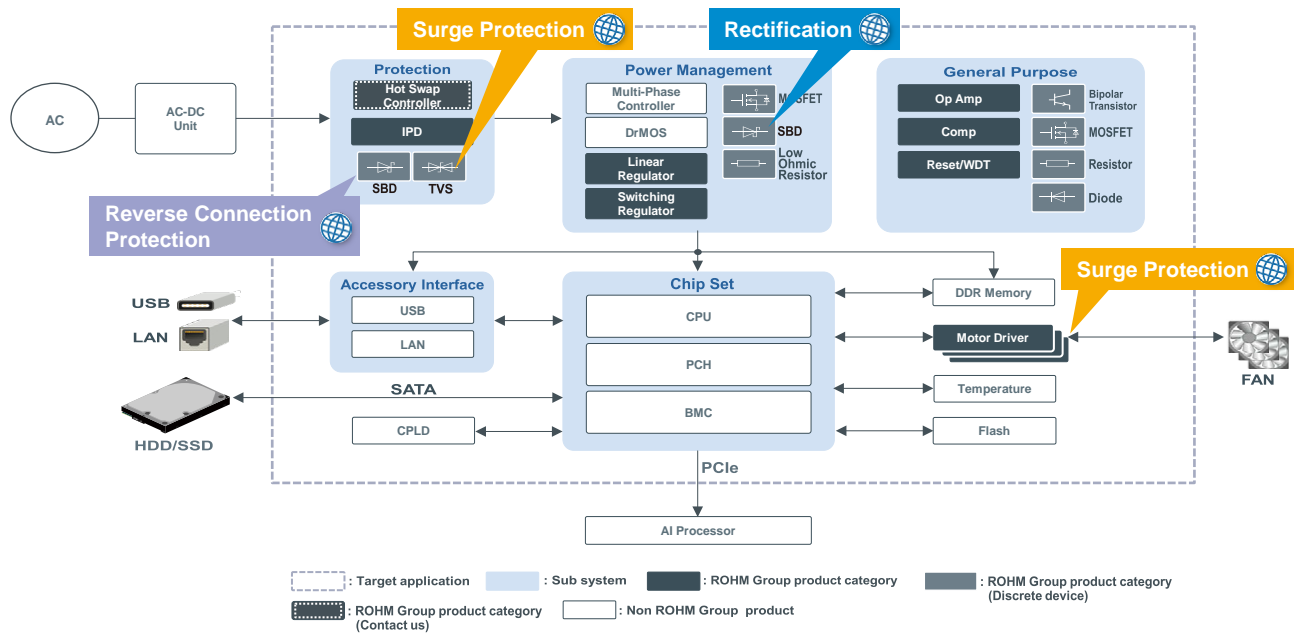 Surge Protection
Rectification
Protection
Hot Swap
Controller
IPD
SBD
TVS
Power Management
Multi-Phase
Controller
DrMOS
Linear
Regulator
Switching
Regulator
MOSFET
SBD
Low
Ohmic
Resistor
General Purpose
Op Amp
Comp
Reset/WDT
Bipolar
Transistor
MOSFET
Resistor
Diode
AC
AC-DC
Unit
Reverse Connection
Protection
Surge Protection
USB
LAN
Accessory Interface
USB
LAN
Chip Set
CPU
PCH
BMC
DDR Memory
Motor Driver
Temperature
Flash
FAN
SATA
HDD/SSD
CPLD
PCIe
AI Processor
: Target application
: Sub system
: ROHM Group product category
: ROHM Group product category
(Discrete device)
: ROHM Group product category
(Contact us)
: Non ROHM Group product